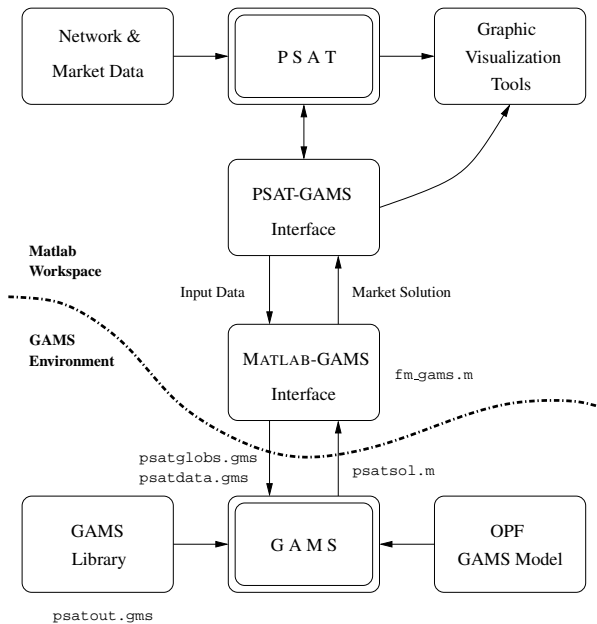 Network &
Market Data
P S A T
Graphic
Visualization
Tools
PSAT-GAMS
Interface
Matlab
Workspace
Input Data
Market Solution
GAMS
Environment
MATLAB-GAMS
Interface
fm_gams.m
psatglobs.gms
psatdata.gms
psatsol.m
GAMS
Library
G A M S
OPF
GAMS Model
psatout.gms